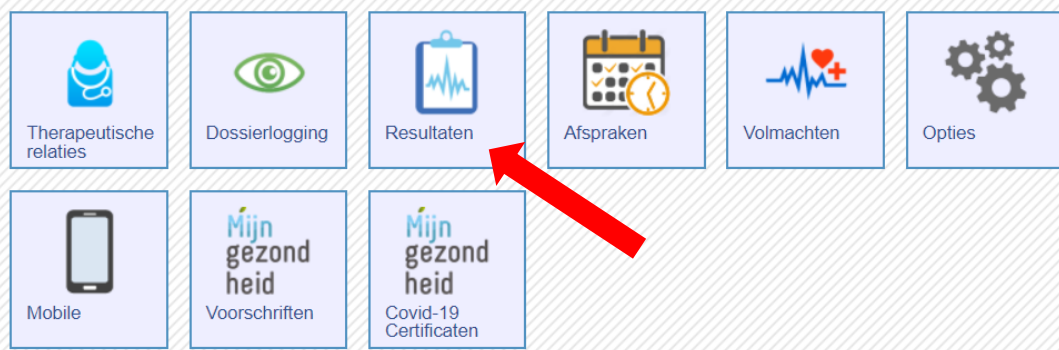 Therapeutische
relaties
Dossierlogging
Resultaten
Afspraken
Volmachten
Opties
Mobile
Mijn
gezond
heid
Voorschriften
Mijn
gezond
heid
Covid-19
Certificaten